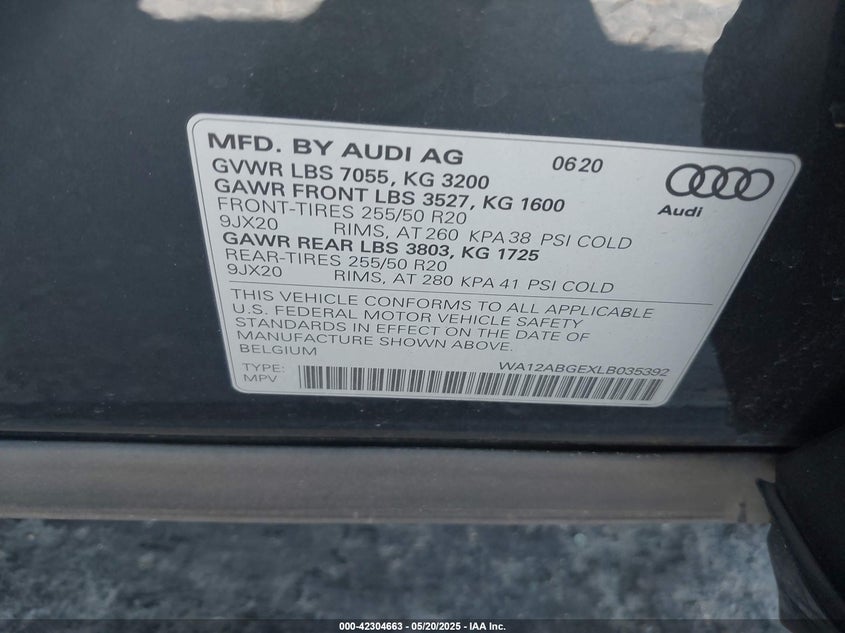 MFD. BY AUDI AG 0620
GVWR LBS 7055, KG 3200
GAWR FRONT LBS 3527, KG 1600
FRONT-TIRES 255/50 R20
9JX20 RIMS, AT 260 KPA 38 PSI COLD
GAWR REAR LBS 3803, KG 1725
REAR-TIRES 255/50 R20
9JX20 RIMS, AT 280 KPA 41 PSI COLD
Audi
THIS VEHICLE CONFORMS TO ALL APPLICABLE
U.S. FEDERAL MOTOR VEHICLE SAFETY
STANDARDS IN EFFECT ON THE DATE OF
MANUFACTURE SHOWN ABOVE.
BELGIUM
WA12ABGEXLB035392
TYPE:
MPV
000-42304663 — 05/20/2025 — IAA Inc.